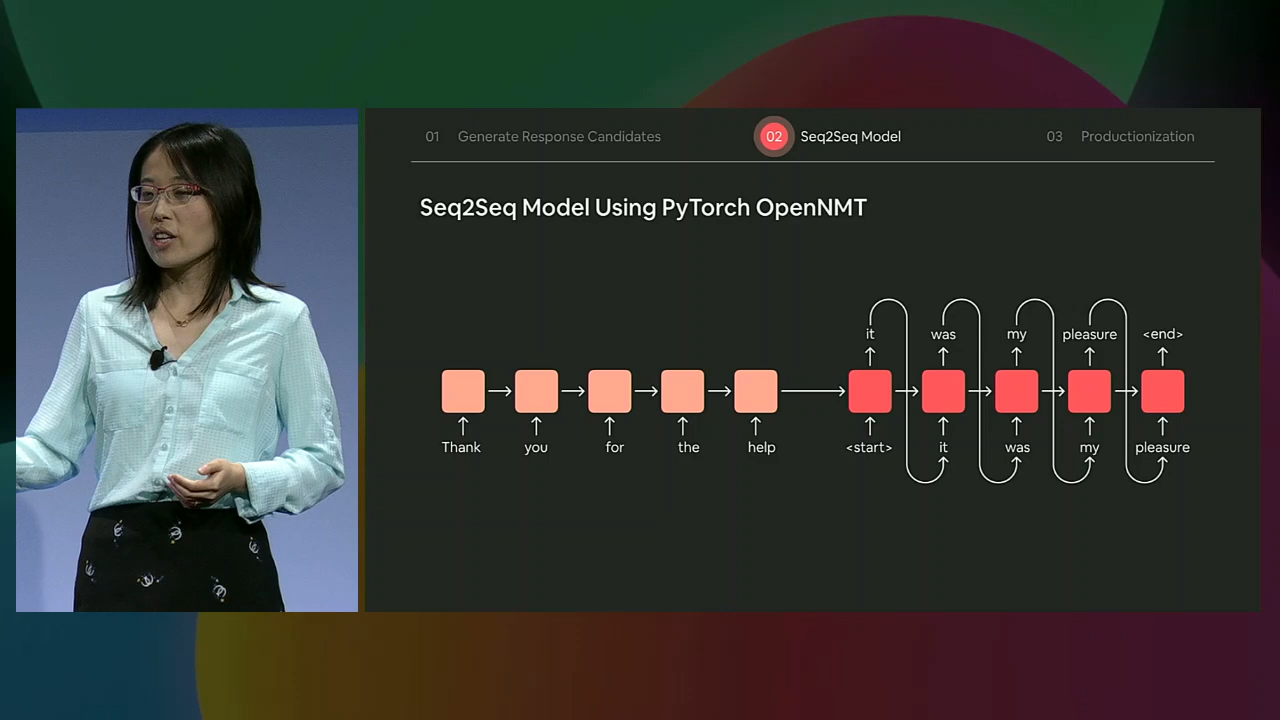 01 Generate Response Candidates 02 Seq2Seq Model 03 Productionization
Seq2Seq Model Using PyTorch OpenNMT
it was my pleasure <end>
Thank you for the help <start> it was my pleasure